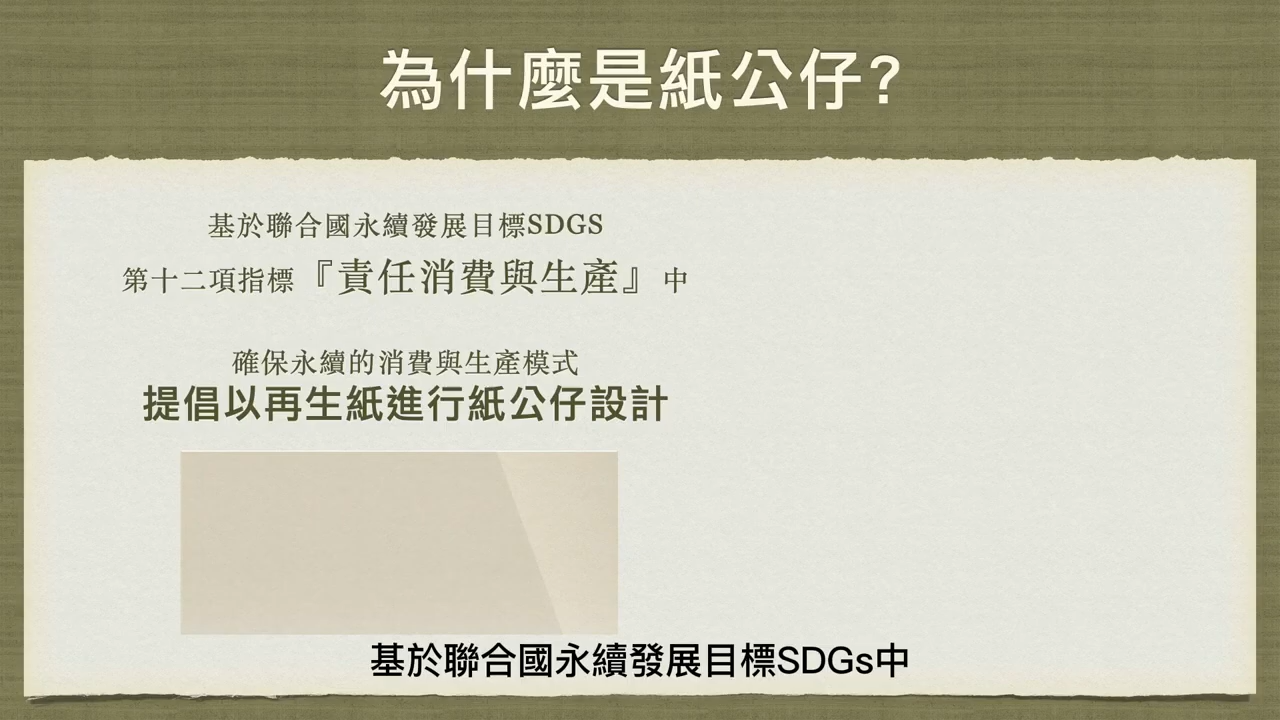 為什麼是紙公仔?
基於聯合國永續發展目標SDGS
第十二項指標『責任消費與生產』中
確保永續的消費與生產模式
提倡以再生紙進行紙公仔設計
基於聯合國永續發展目標SDGs中